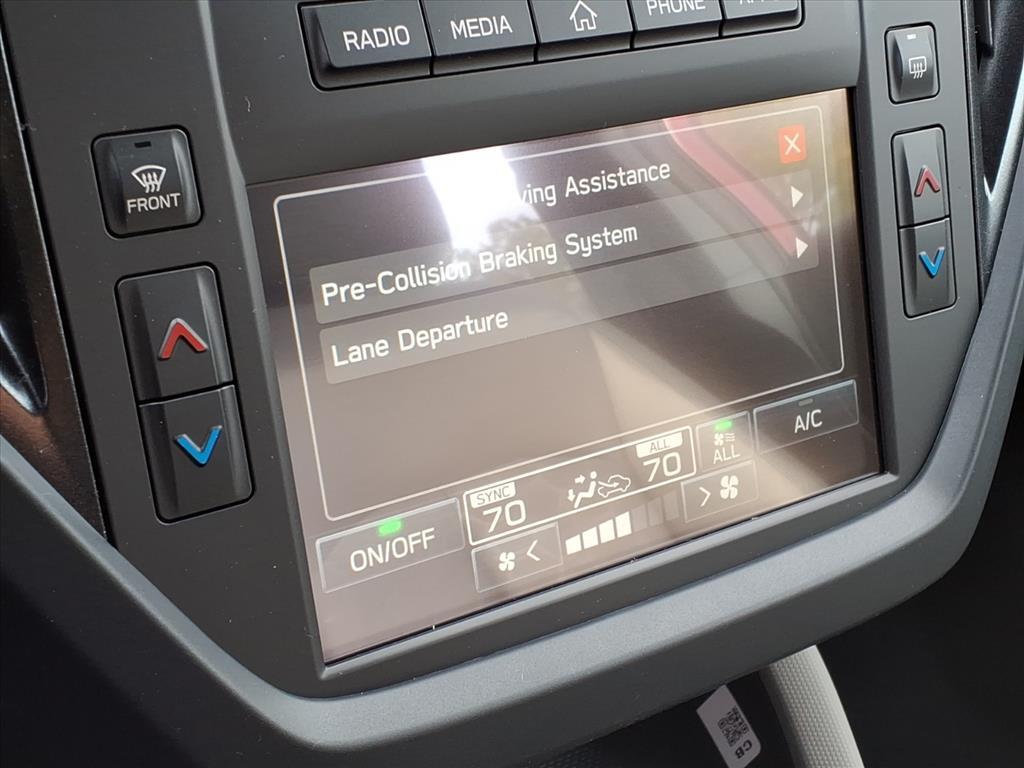 RADIO MEDIA PHONE
FRONT
ving Assistance
Pre-Collision Braking System
Lane Departure
SYNC
70
ALL
70
ALL
A/C
ON/OFF
CB